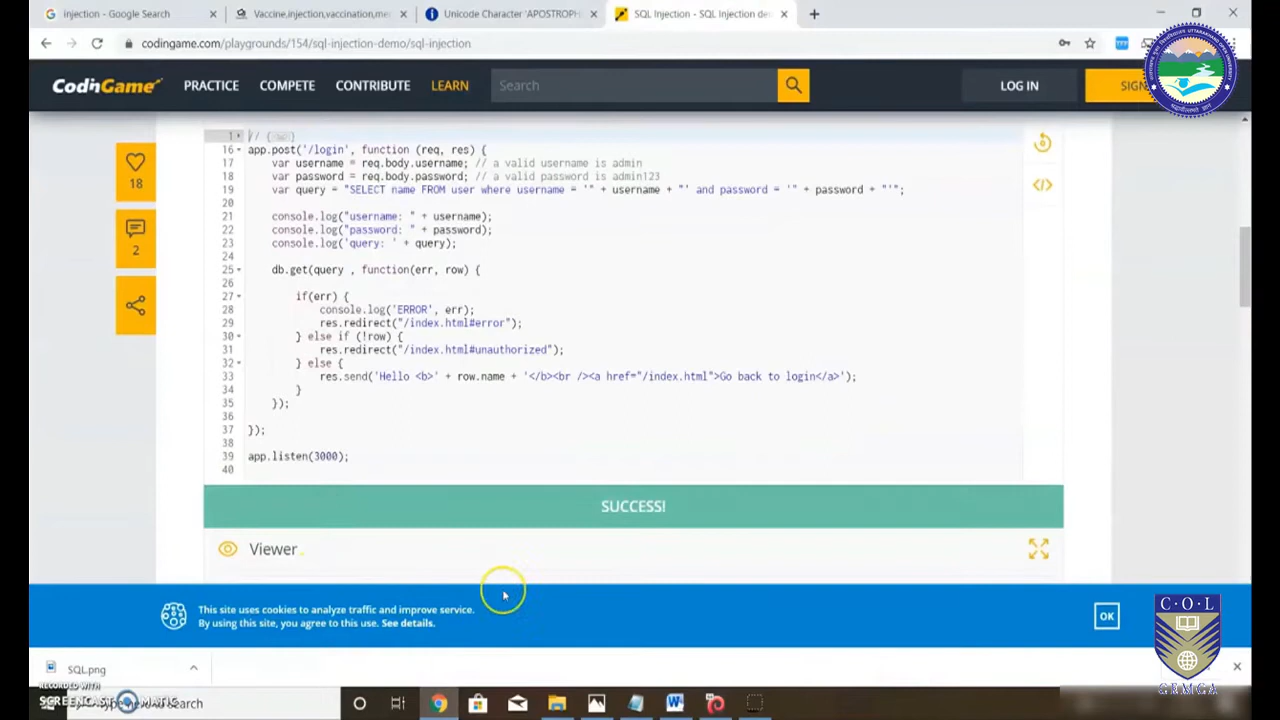 injection - Google Search
Vaccine,injection,vaccination,me
Unicode Character 'APOSTROPH
SQL Injection - SQL Injection de
codingame.com/playgrounds/154/sql-injection-demo/sql-injection
CodinGame
PRACTICE
COMPETE
CONTRIBUTE
LEARN
Search
LOG IN
SIGN
18
2
1
16 app.post('/login', function (req, res) {
17 var username = req.body.username; // a valid username is admin
18 var password = req.body.password; // a valid password is admin123
19 var query = "SELECT name FROM user where username = '" + username + "' and password = '" + password + "'";
20
21 console.log("username: " + username);
22 console.log("password: " + password);
23 console.log('query: ' + query);
24
25 db.get(query , function(err, row) {
26
27 if(err) {
28 console.log('ERROR', err);
29 res.redirect("/index.html#error");
30 } else if (!row) {
31 res.redirect("/index.html#unauthorized");
32 } else {
33 res.send('Hello <b>' + row.name + '</b><br /><a href="/index.html">Go back to login</a>');
34 }
35 });
36
37 });
38
39 app.listen(3000);
40
SUCCESS!
Viewer
This site uses cookies to analyze traffic and improve service.
By using this site, you agree to this use. See details.
OK
C·O·L
GRMGA
SQL.png
RECORDED WITH
SCREENCAST MATIC
Search